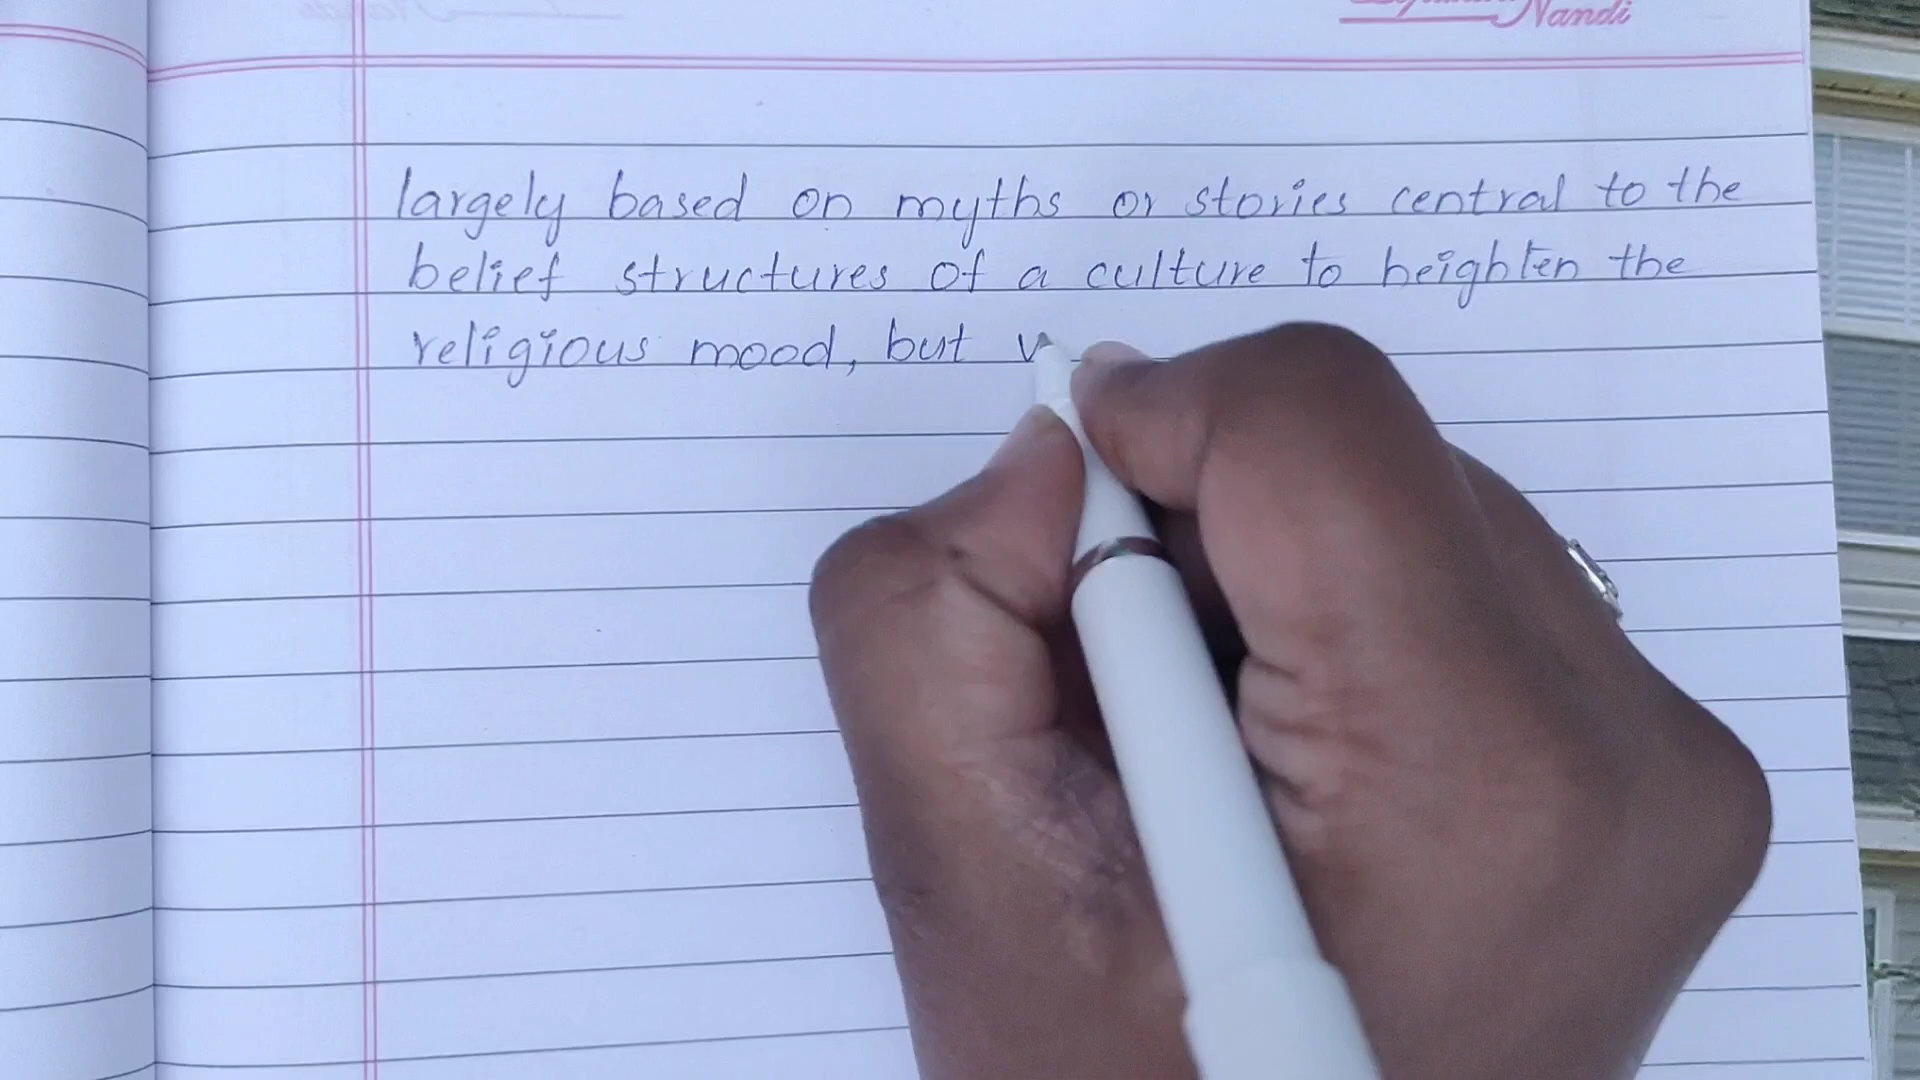 Nandi
largely based on myths or stories central to the
belief structures of a culture to heighten the
religious mood, but